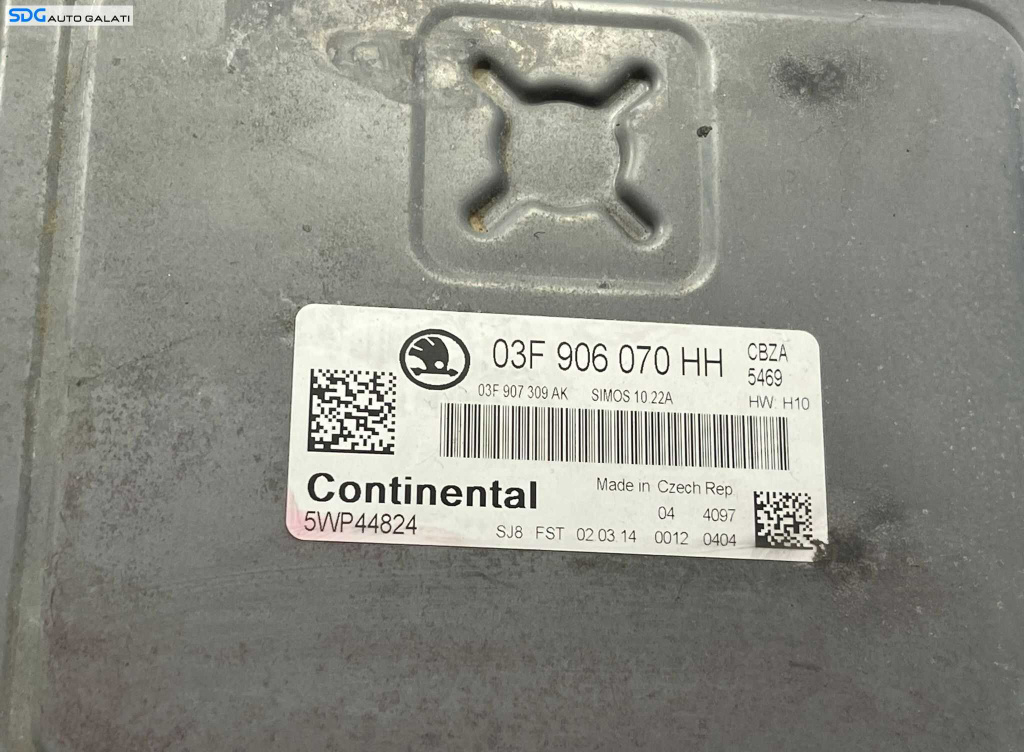 SDG AUTO GALATI
03F 906 070 HH
CBZA
5469
03F 907 309 AK SIMOS 10.22A
HW: H10
Continental
5WP44824
Made in Czech Rep.
04 4097
SJ8 FST 02.03.14 0012 0404